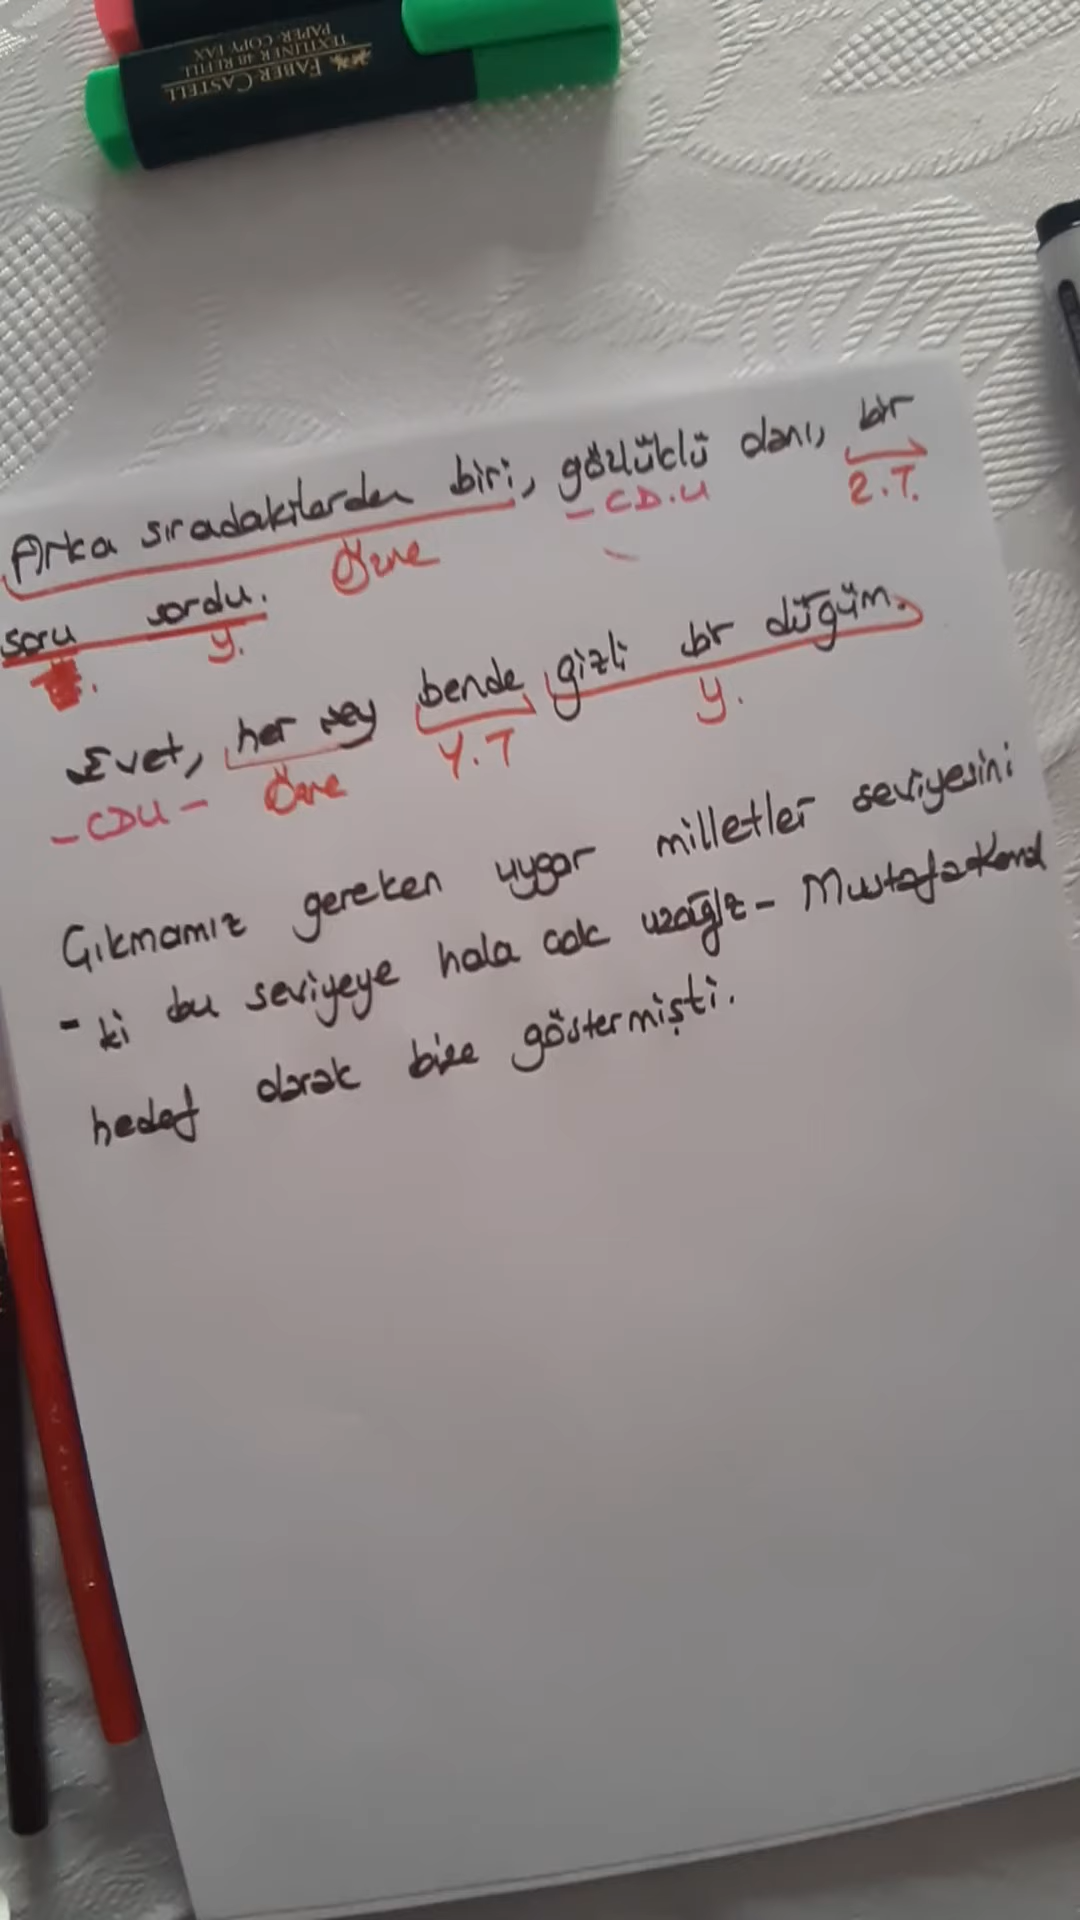 FABER-CASTELL
TEXTLINER 48 REFILL
PAPER COPY FAX
Arka sıradakilerden biri, gözlüklü olanı, bir
- CD.U
Z.T.
Özne
soru sordu.
y.
Evet, her şey bende gizli bir düğüm.
- CDU -
Özne
Y.T
y.
Çıkmamız gereken uygar milletler seviyesini
- ki bu seviyeye hala çok uzağız - Mustafa Kemal
hedef olarak bize göstermişti.